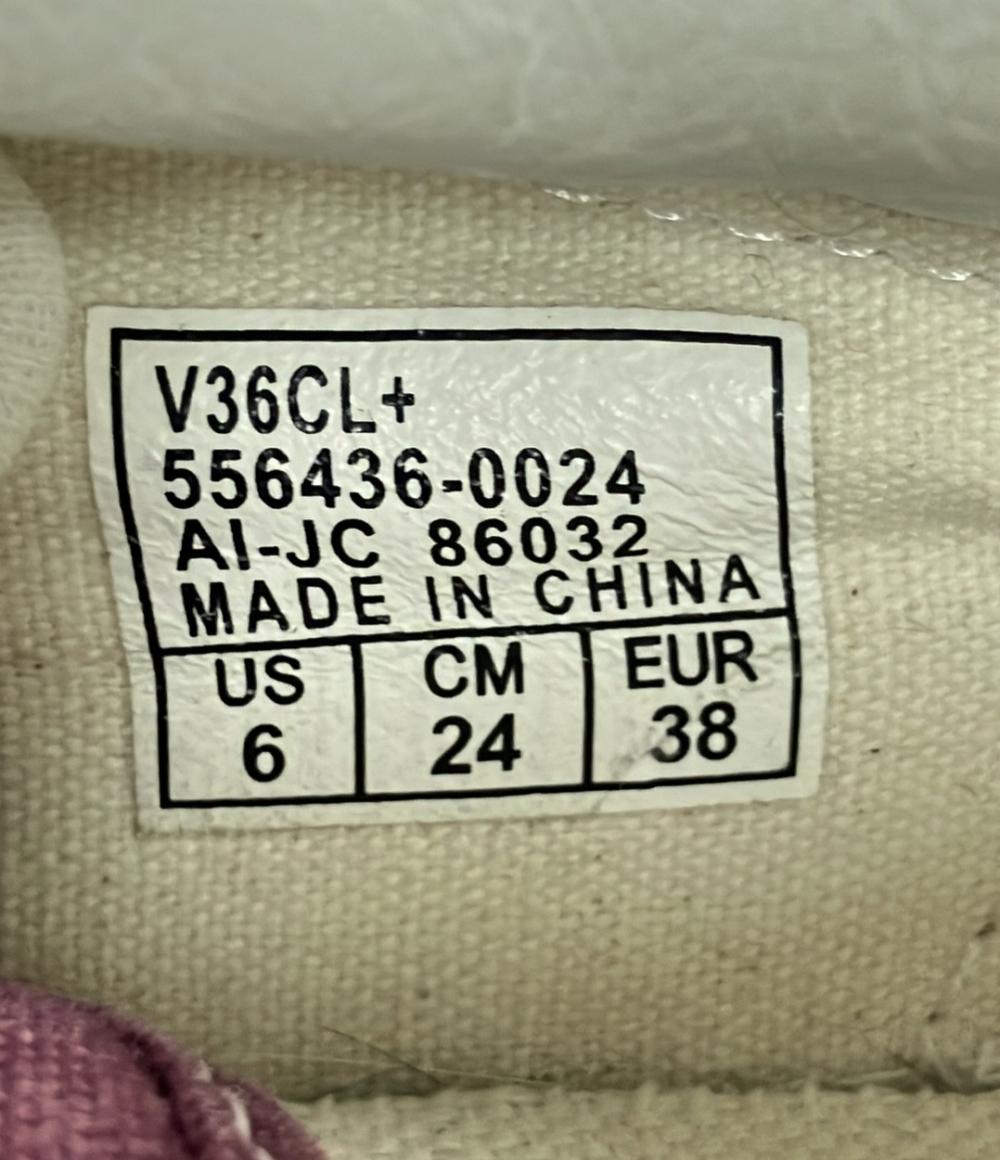 V36CL+
556436-0024
AI-JC 86032
MADE IN CHINA
US CM EUR
6 24 38